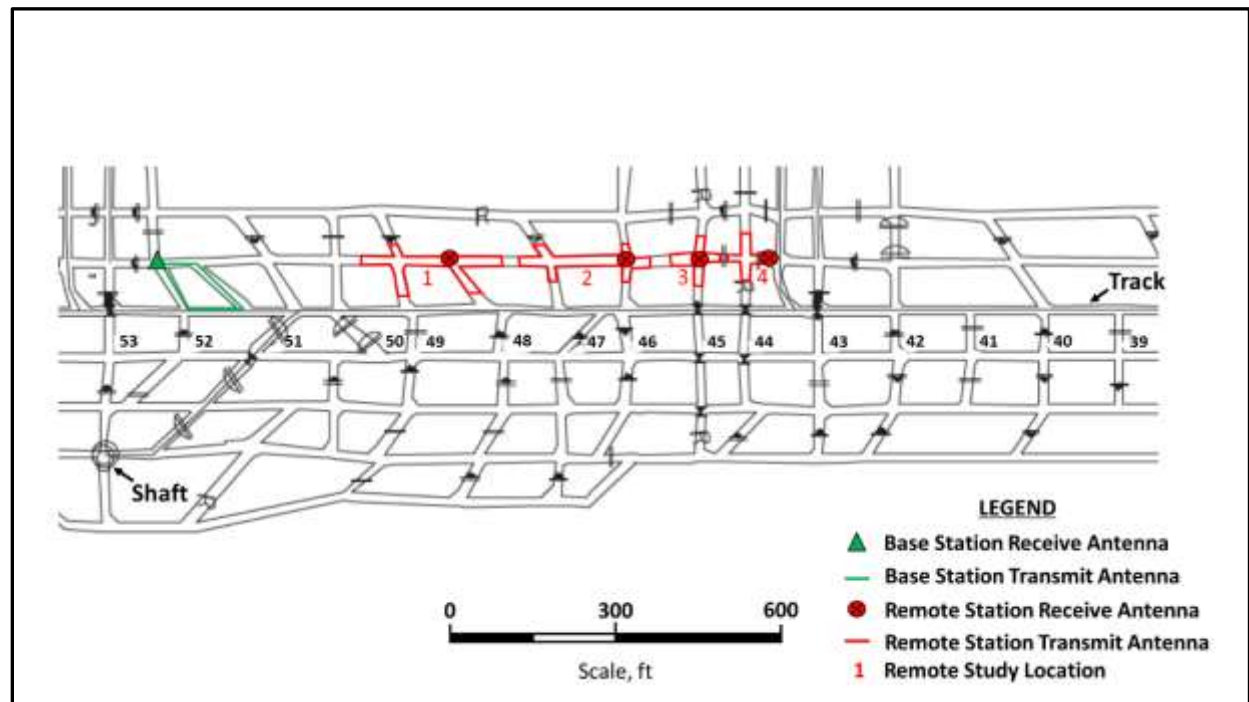 1 2 3 4
Track
53 52 51 50 49 48 47 46 45 44 43 42 41 40 39
Shaft
LEGEND
Base Station Receive Antenna
Base Station Transmit Antenna
Remote Station Receive Antenna
Remote Station Transmit Antenna
1 Remote Study Location
0 300 600
Scale, ft